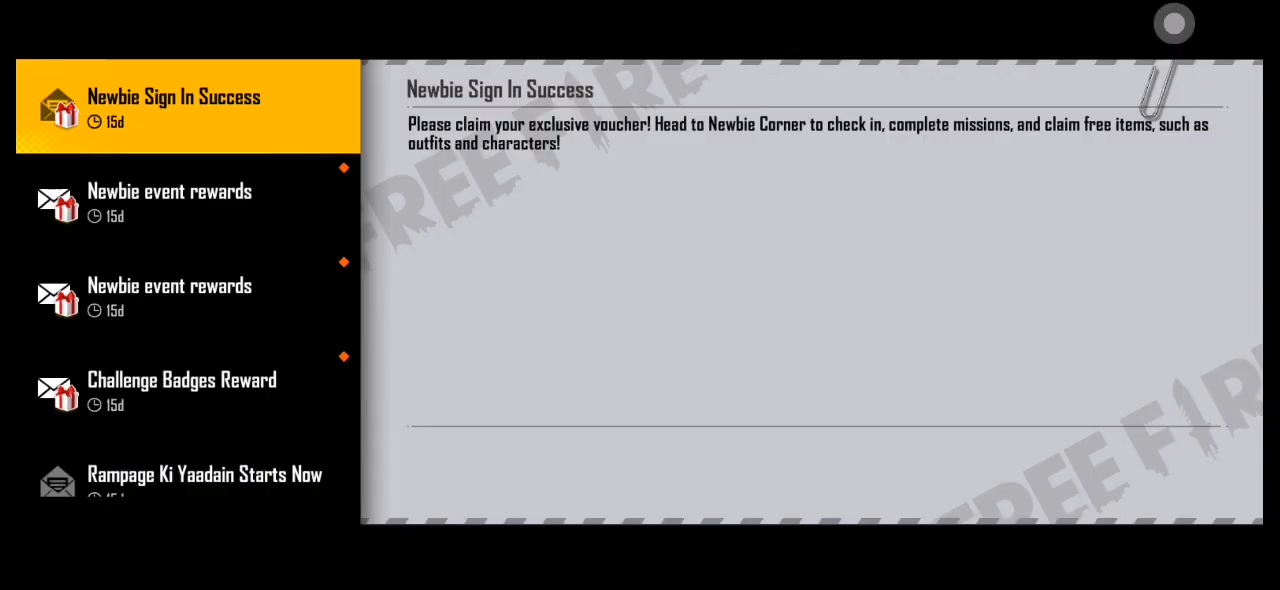 Newbie Sign In Success
15d
Newbie event rewards
15d
Newbie event rewards
15d
Challenge Badges Reward
15d
Rampage Ki Yaadain Starts Now
Newbie Sign In Success
Please claim your exclusive voucher! Head to Newbie Corner to check in, complete missions, and claim free items, such as
outfits and characters!
FREE FIRE
FREE FIRE